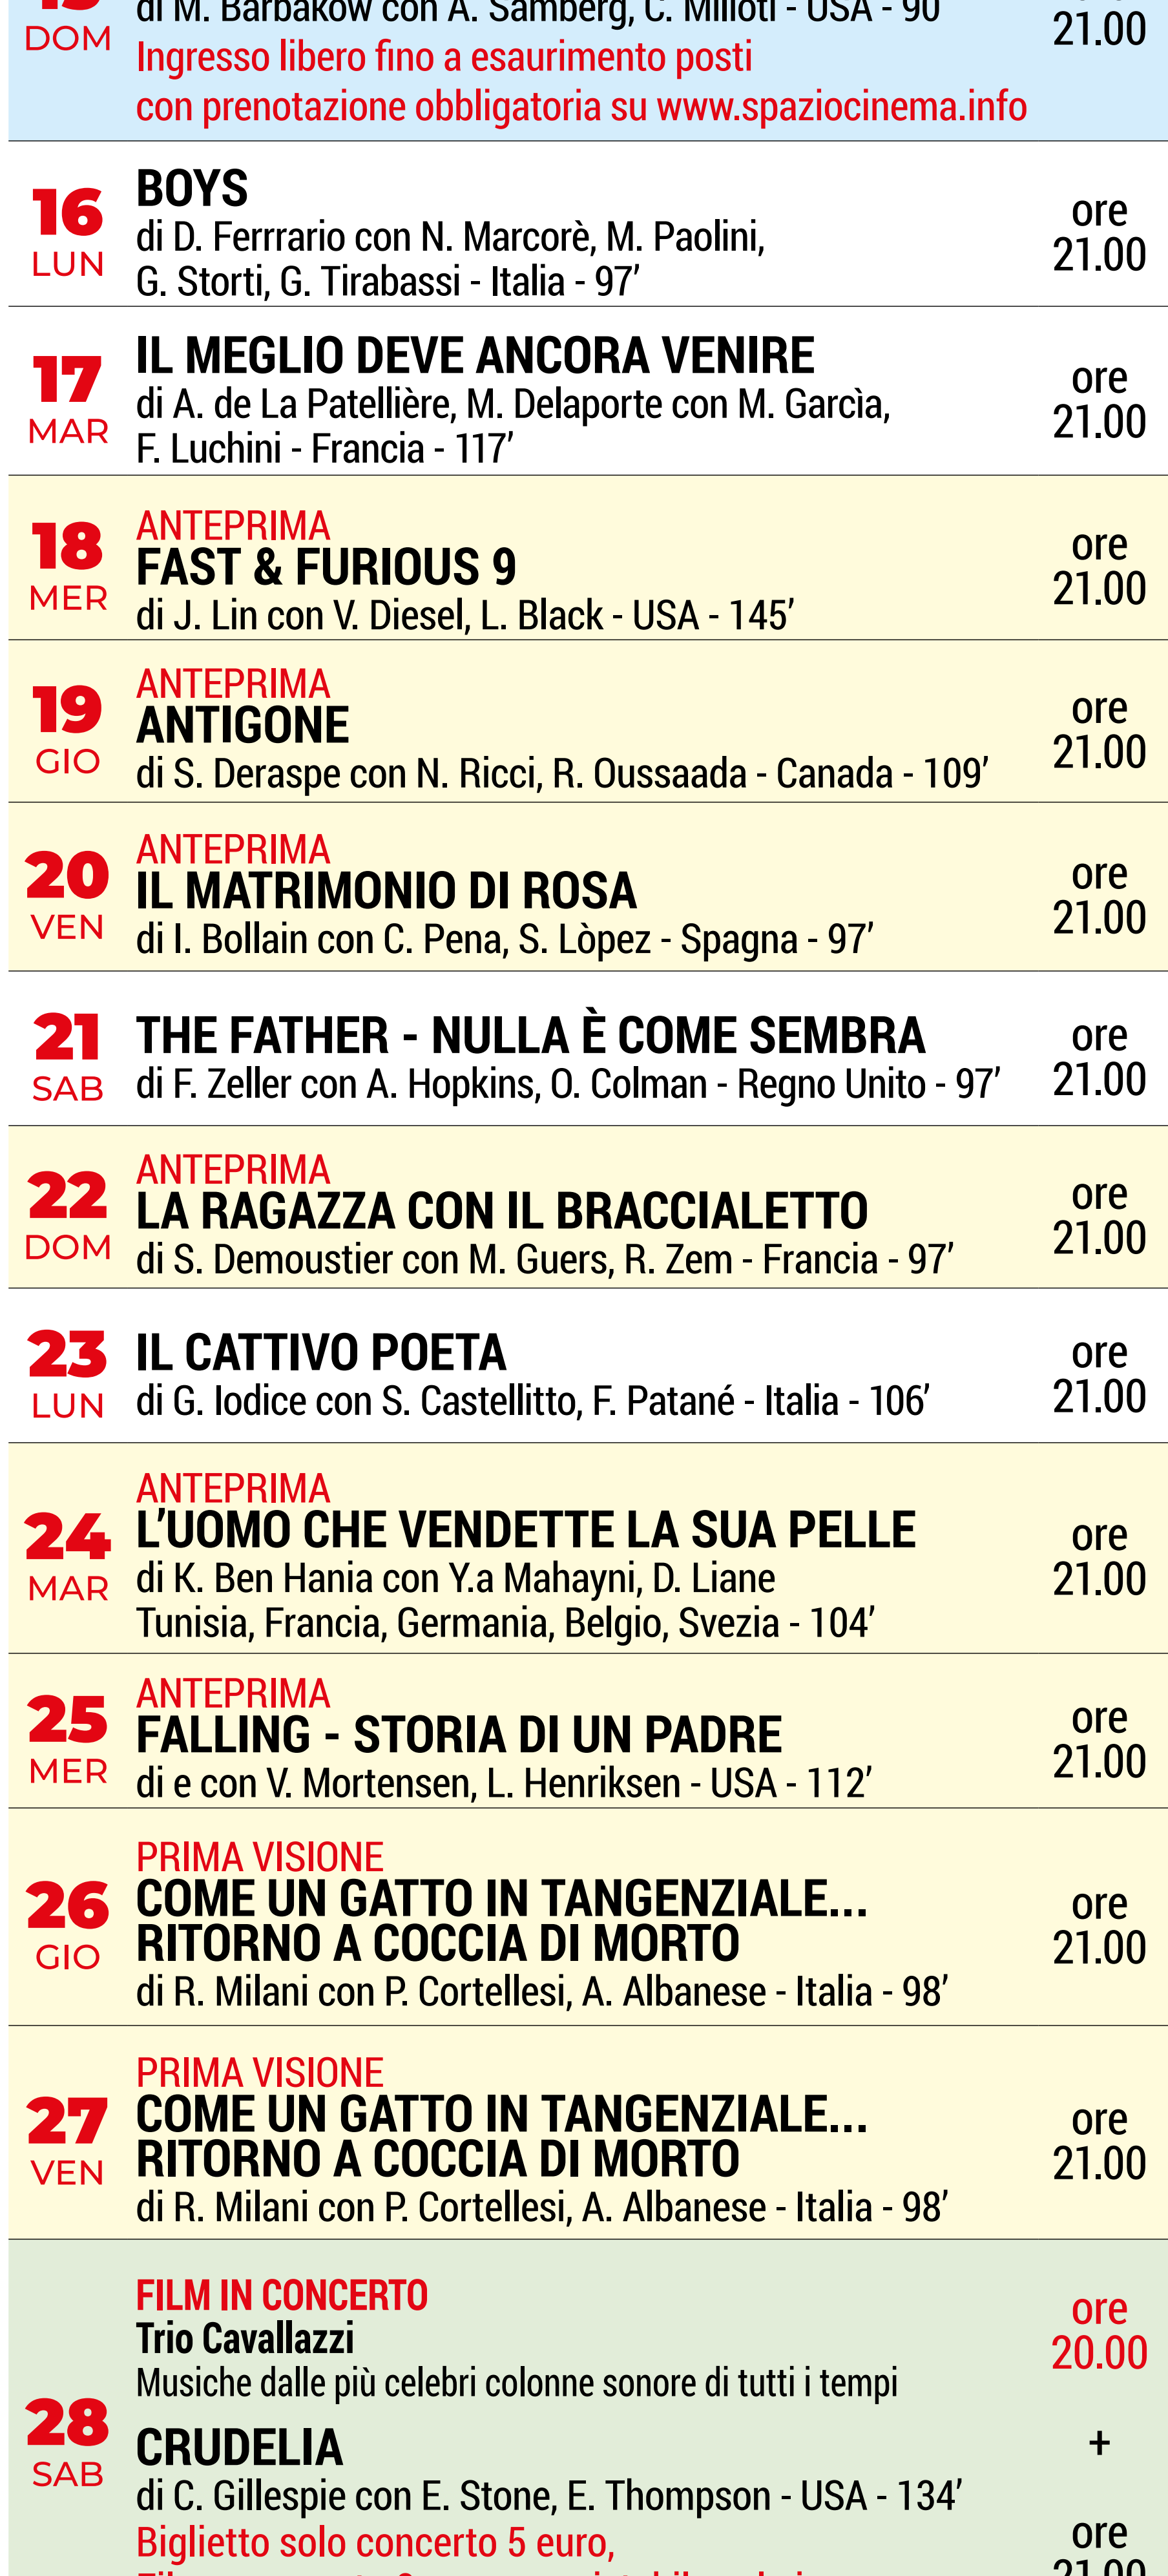 DOM
di M. Barbakow con A. Samberg, C. Milioti - USA - 90'
21.00
Ingresso libero fino a esaurimento posti
con prenotazione obbligatoria su www.spaziocinema.info
16
LUN
BOYS
di D. Ferrrario con N. Marcorè, M. Paolini,
G. Storti, G. Tirabassi - Italia - 97’
ore
21.00
17
MAR
IL MEGLIO DEVE ANCORA VENIRE
di A. de La Patellière, M. Delaporte con M. Garcìa,
F. Luchini - Francia - 117’
ore
21.00
18
MER
ANTEPRIMA
FAST & FURIOUS 9
di J. Lin con V. Diesel, L. Black - USA - 145’
ore
21.00
19
GIO
ANTEPRIMA
ANTIGONE
di S. Deraspe con N. Ricci, R. Oussaada - Canada - 109’
ore
21.00
20
VEN
ANTEPRIMA
IL MATRIMONIO DI ROSA
di I. Bollain con C. Pena, S. Lòpez - Spagna - 97’
ore
21.00
21
SAB
THE FATHER - NULLA È COME SEMBRA
di F. Zeller con A. Hopkins, O. Colman - Regno Unito - 97’
ore
21.00
22
DOM
ANTEPRIMA
LA RAGAZZA CON IL BRACCIALETTO
di S. Demoustier con M. Guers, R. Zem - Francia - 97’
ore
21.00
23
LUN
IL CATTIVO POETA
di G. Iodice con S. Castellitto, F. Patané - Italia - 106’
ore
21.00
24
MAR
ANTEPRIMA
L’UOMO CHE VENDETTE LA SUA PELLE
di K. Ben Hania con Y.a Mahayni, D. Liane
Tunisia, Francia, Germania, Belgio, Svezia - 104’
ore
21.00
25
MER
ANTEPRIMA
FALLING - STORIA DI UN PADRE
di e con V. Mortensen, L. Henriksen - USA - 112’
ore
21.00
26
GIO
PRIMA VISIONE
COME UN GATTO IN TANGENZIALE...
RITORNO A COCCIA DI MORTO
di R. Milani con P. Cortellesi, A. Albanese - Italia - 98’
ore
21.00
27
VEN
PRIMA VISIONE
COME UN GATTO IN TANGENZIALE...
RITORNO A COCCIA DI MORTO
di R. Milani con P. Cortellesi, A. Albanese - Italia - 98’
ore
21.00
28
SAB
FILM IN CONCERTO
Trio Cavallazzi
Musiche dalle più celebri colonne sonore di tutti i tempi
ore
20.00
+
CRUDELIA
di C. Gillespie con E. Stone, E. Thompson - USA - 134’
Biglietto solo concerto 5 euro,
ore
21.00